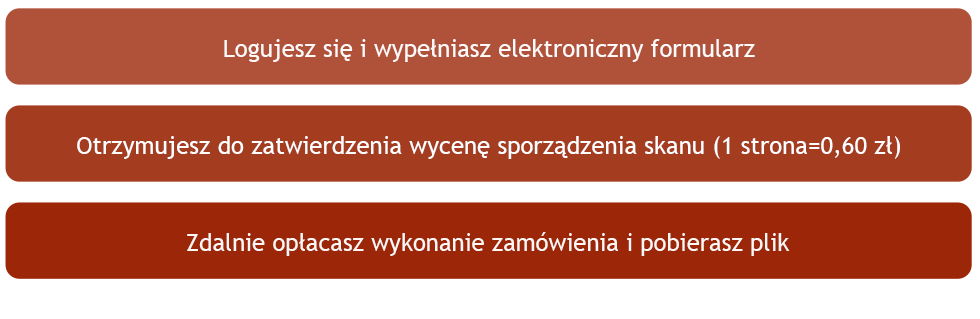 Logujesz się i wypełniasz elektroniczny formularz
Otrzymujesz do zatwierdzenia wycenę sporządzenia skanu (1 strona=0,60 zł)
Zdalnie opłacasz wykonanie zamówienia i pobierasz plik